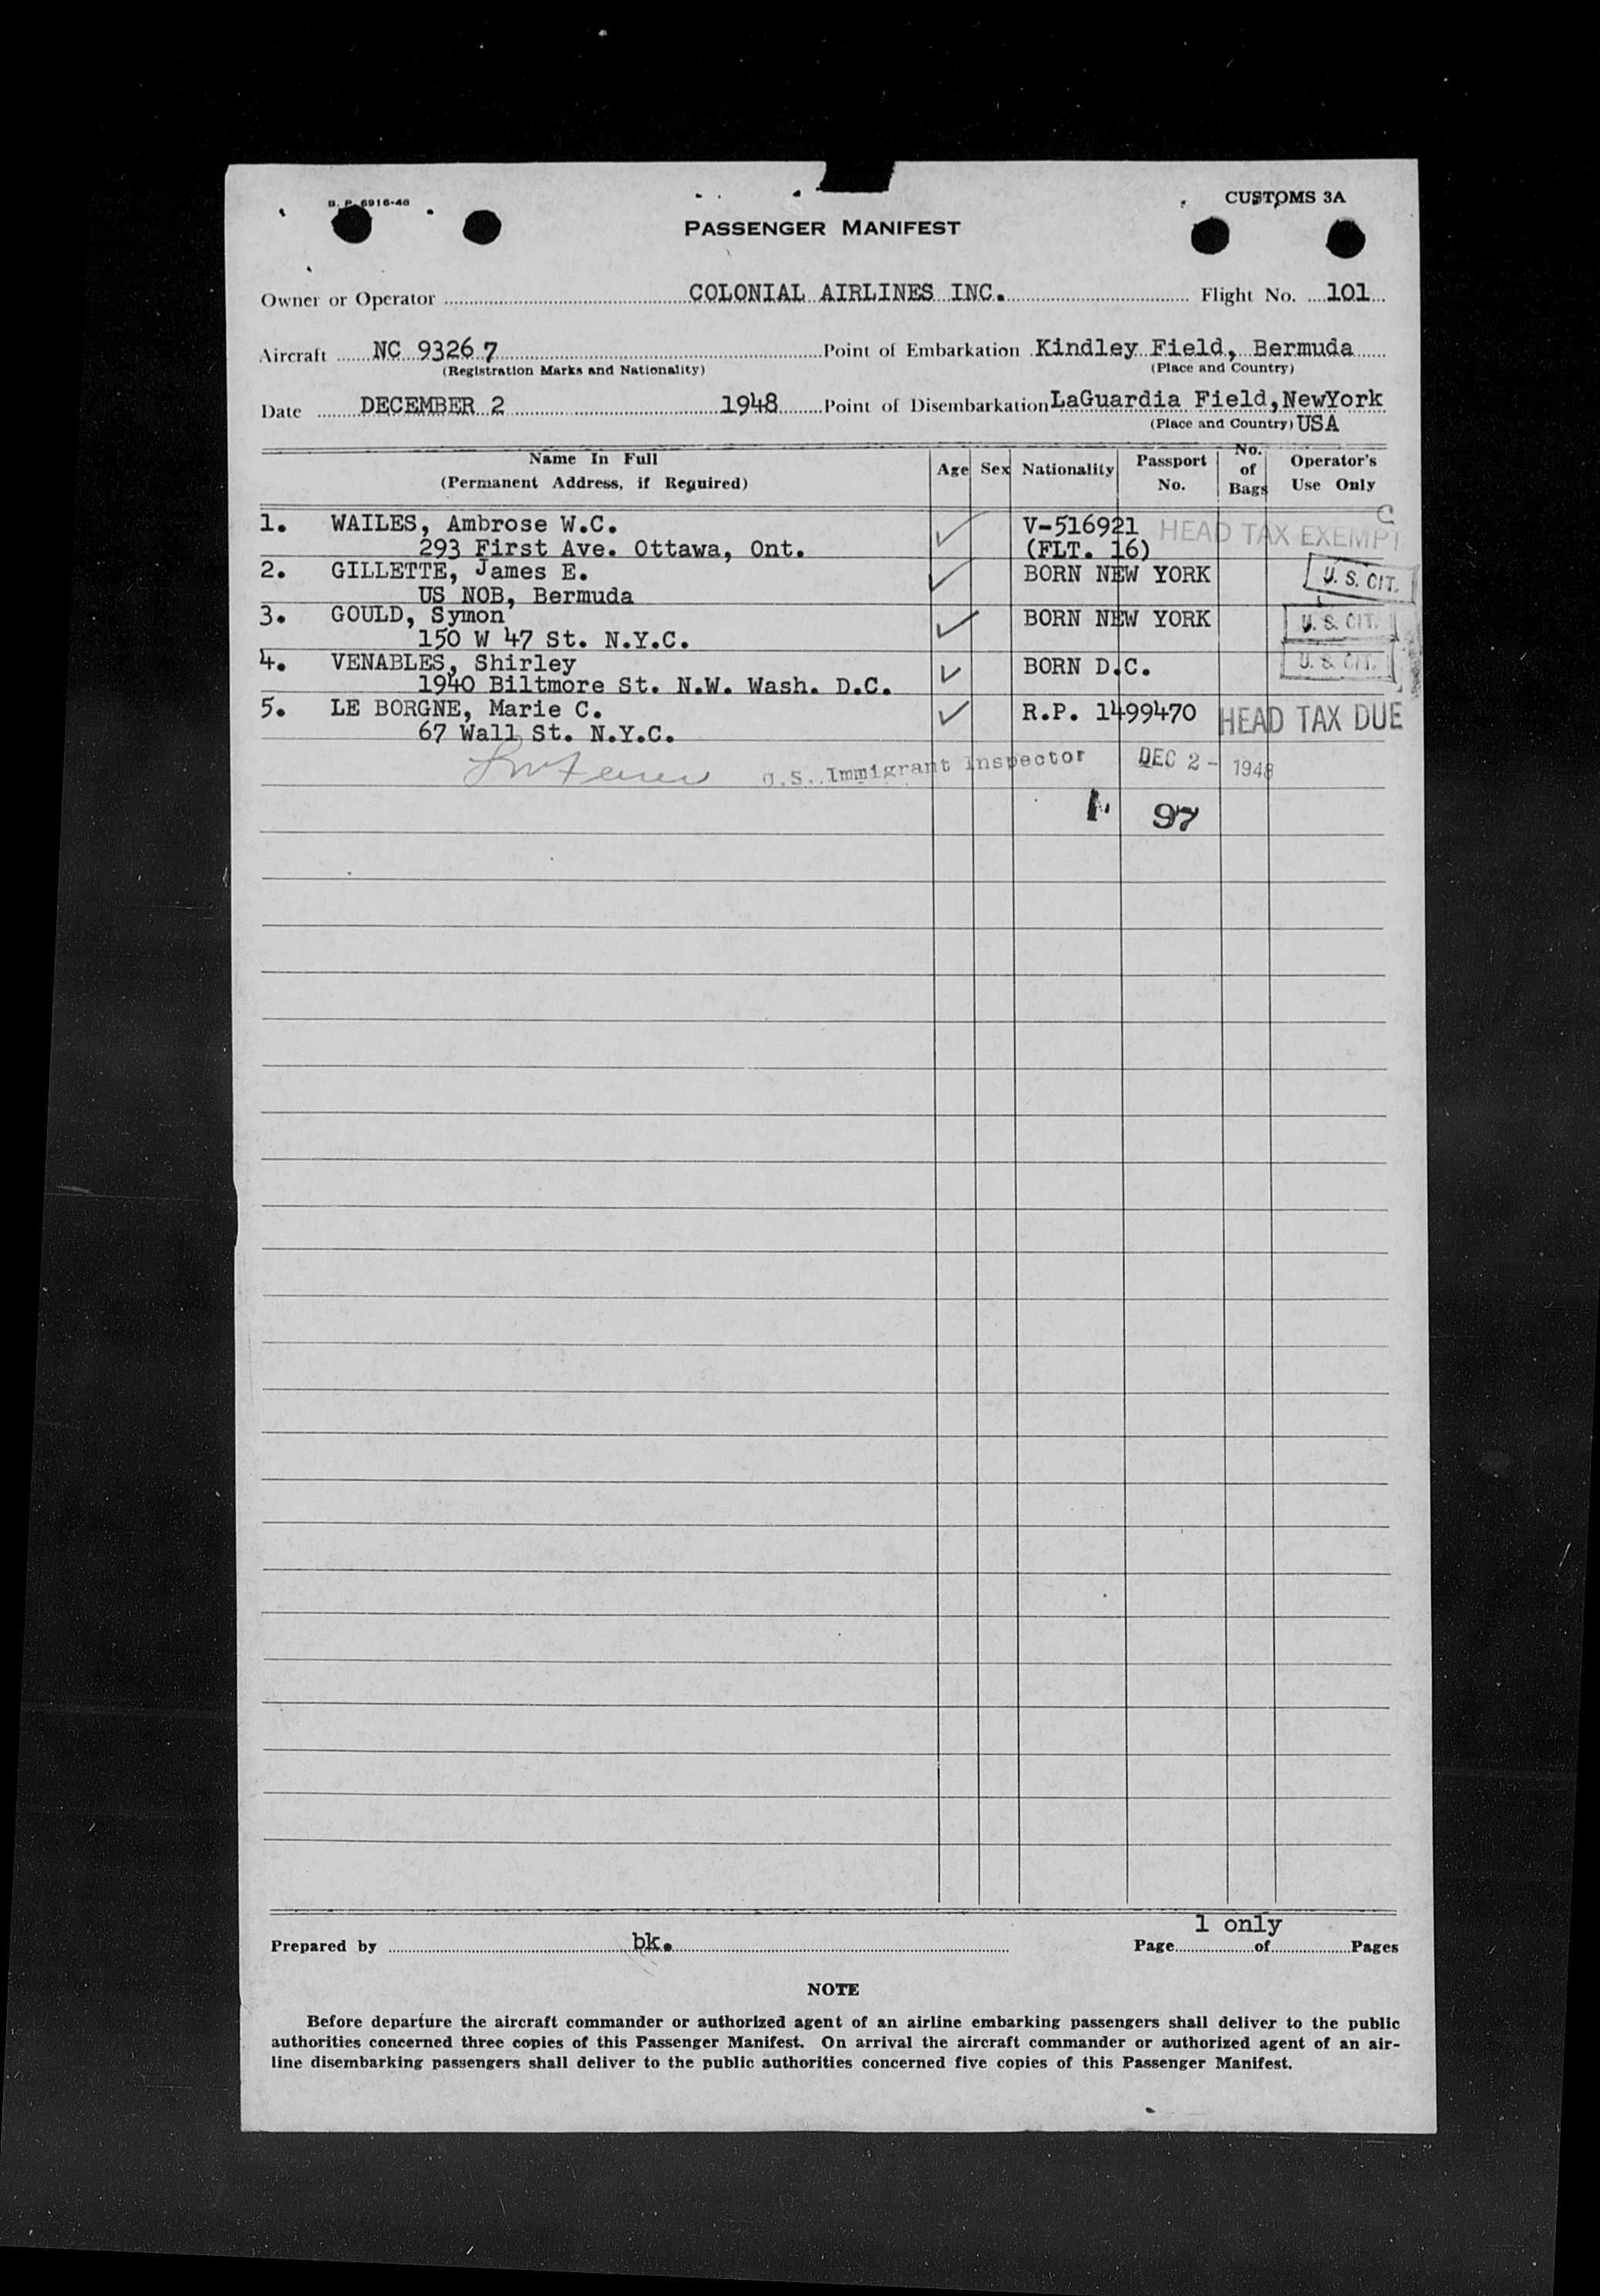 B. P. 6916-48
CUSTOMS 3A
PASSENGER MANIFEST
Owner or Operator COLONIAL AIRLINES INC. Flight No. 101
Aircraft NC 93267 Point of Embarkation Kindley Field, Bermuda
(Registration Marks and Nationality) (Place and Country)
Date DECEMBER 2 1948 Point of Disembarkation LaGuardia Field, NewYork
(Place and Country) USA
Name In Full (Permanent Address, if Required) Age Sex Nationality Passport No. No. of Bags Operator's Use Only
C
1. WAILES, Ambrose W.C. V-516921 HEAD TAX EXEMPT
293 First Ave. Ottawa, Ont. (FLT. 16)
2. GILLETTE, James E. BORN NEW YORK U. S. CIT.
US NOB, Bermuda
3. GOULD, Symon BORN NEW YORK U. S. CIT.
150 W 47 St. N.Y.C.
4. VENABLES, Shirley BORN D.C. U. S. CIT.
1940 Biltmore St. N.W. Wash. D.C.
5. LE BORGNE, Marie C. R.P. 1499470 HEAD TAX DUE
67 Wall St. N.Y.C.
U.S. Immigrant Inspector DEC 2 - 1948
1. 97
1 only
Prepared by bk. Page of Pages
NOTE
Before departure the aircraft commander or authorized agent of an airline embarking passengers shall deliver to the public
authorities concerned three copies of this Passenger Manifest. On arrival the aircraft commander or authorized agent of an air-
line disembarking passengers shall deliver to the public authorities concerned five copies of this Passenger Manifest.